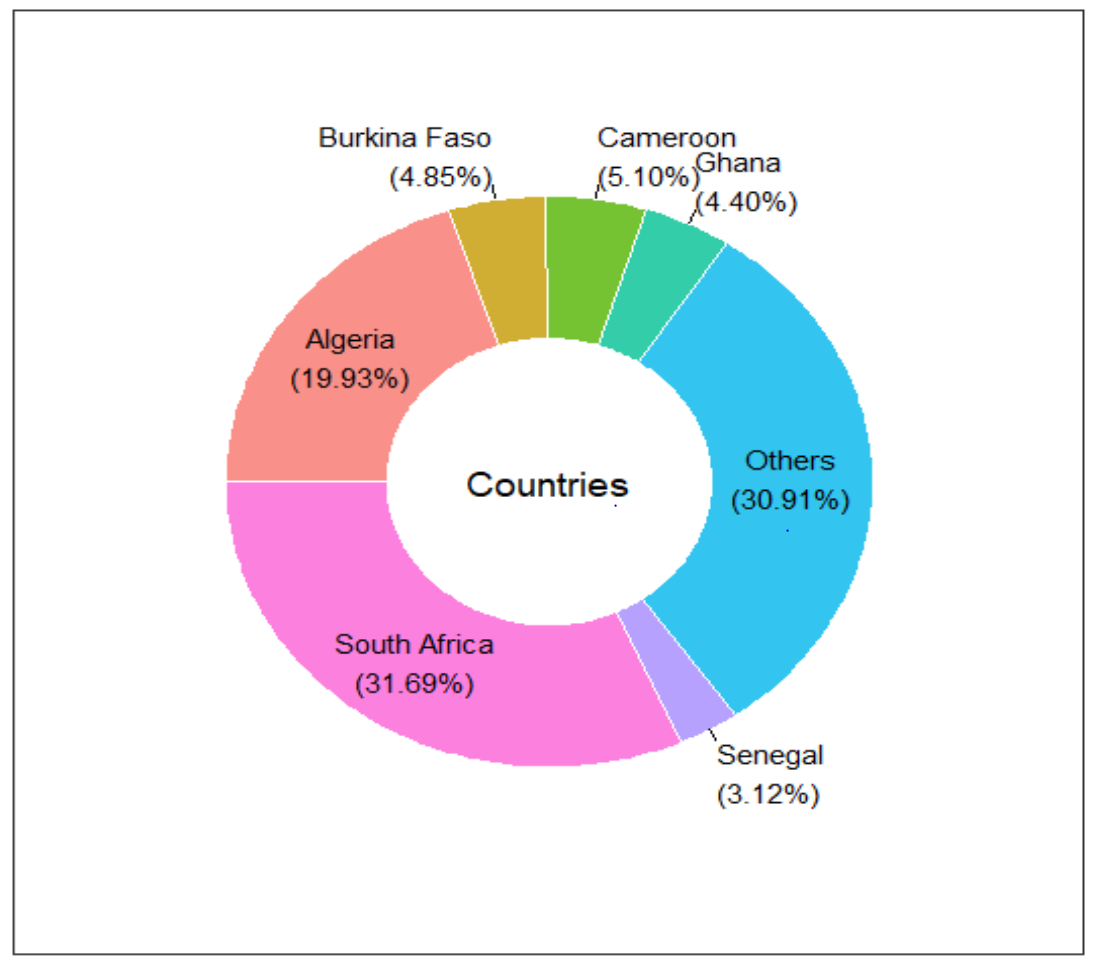 Burkina Faso
(4.85%)
Cameroon
(5.10%)
Ghana
(4.40%)
Algeria
(19.93%)
Others
(30.91%)
Countries
South Africa
(31.69%)
Senegal
(3.12%)